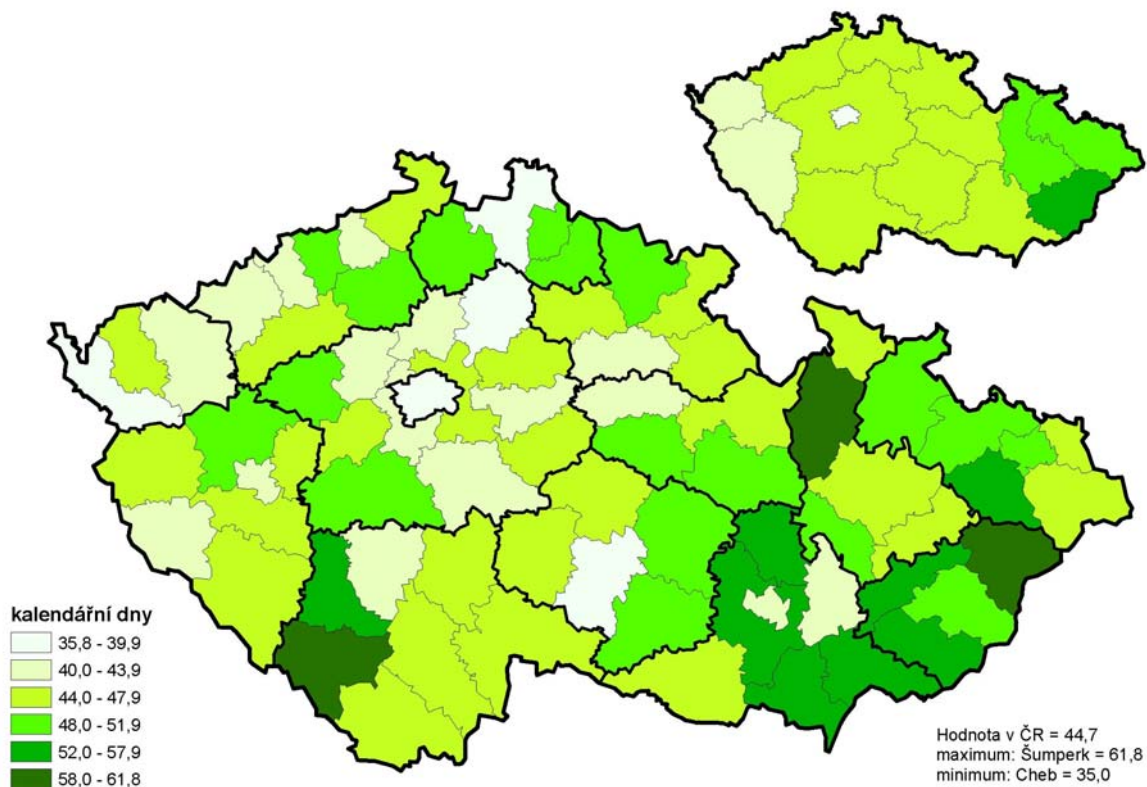 kalendářní dny
35,8 - 39,9
40,0 - 43,9
44,0 - 47,9
48,0 - 51,9
52,0 - 57,9
58,0 - 61,8
Hodnota v ČR = 44,7
maximum: Šumperk = 61,8
minimum: Cheb = 35,0